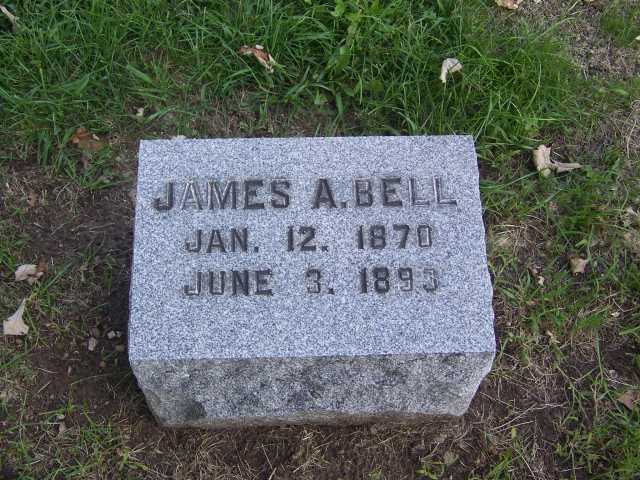 JAMES A. BELL
JAN. 12. 1870
JUNE 3. 1893